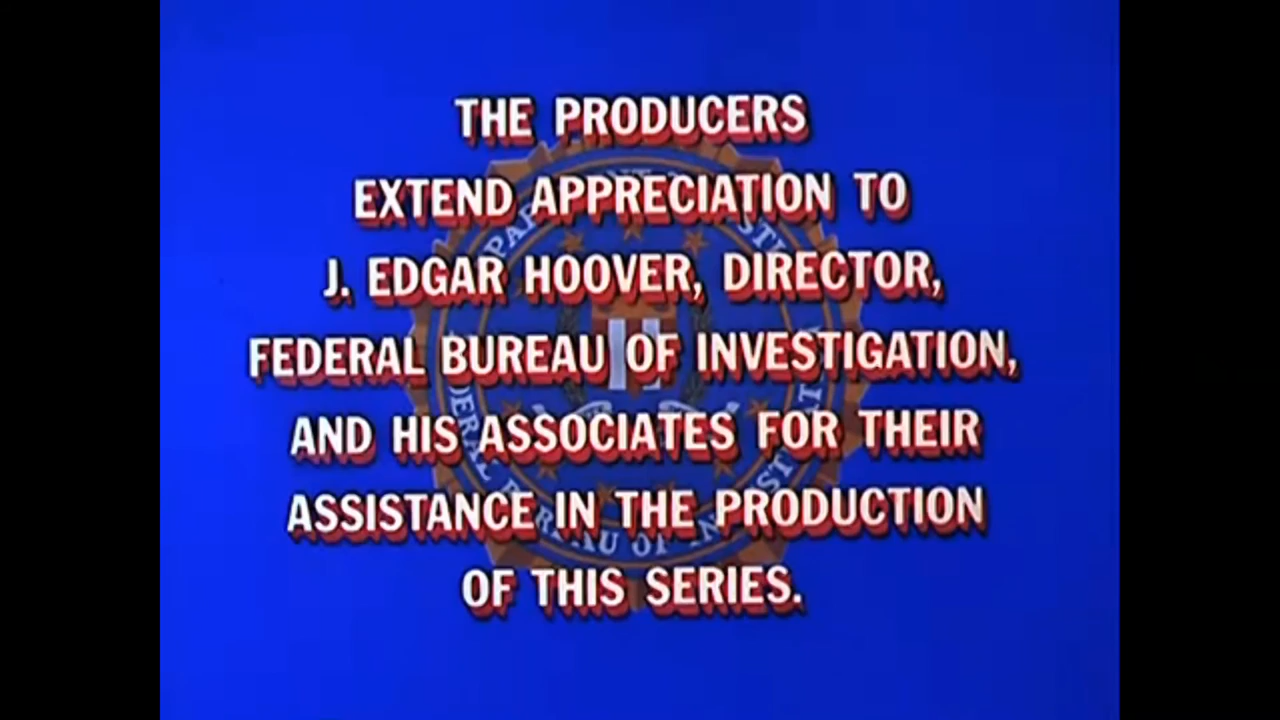 THE PRODUCERS
EXTEND APPRECIATION TO
J. EDGAR HOOVER, DIRECTOR,
FEDERAL BUREAU OF INVESTIGATION,
AND HIS ASSOCIATES FOR THEIR
ASSISTANCE IN THE PRODUCTION
OF THIS SERIES.